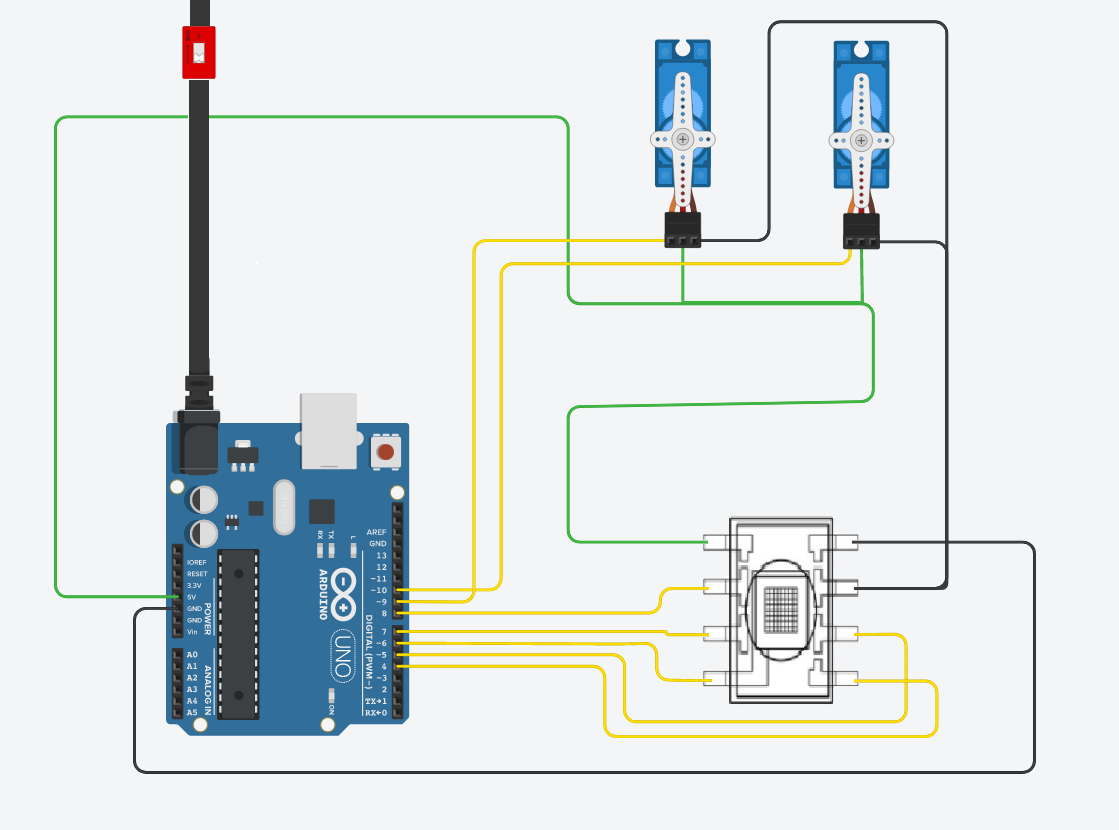 RX
TX
L
AREF
GND
13
12
~11
~10
~9
8
7
~6
~5
4
~3
2
TX→1
RX←0
DIGITAL (PWM~)
ARDUINO
UNO
ON
IOREF
RESET
3.3V
5V
GND
GND
Vin
POWER
A0
A1
A2
A3
A4
A5
ANALOG IN